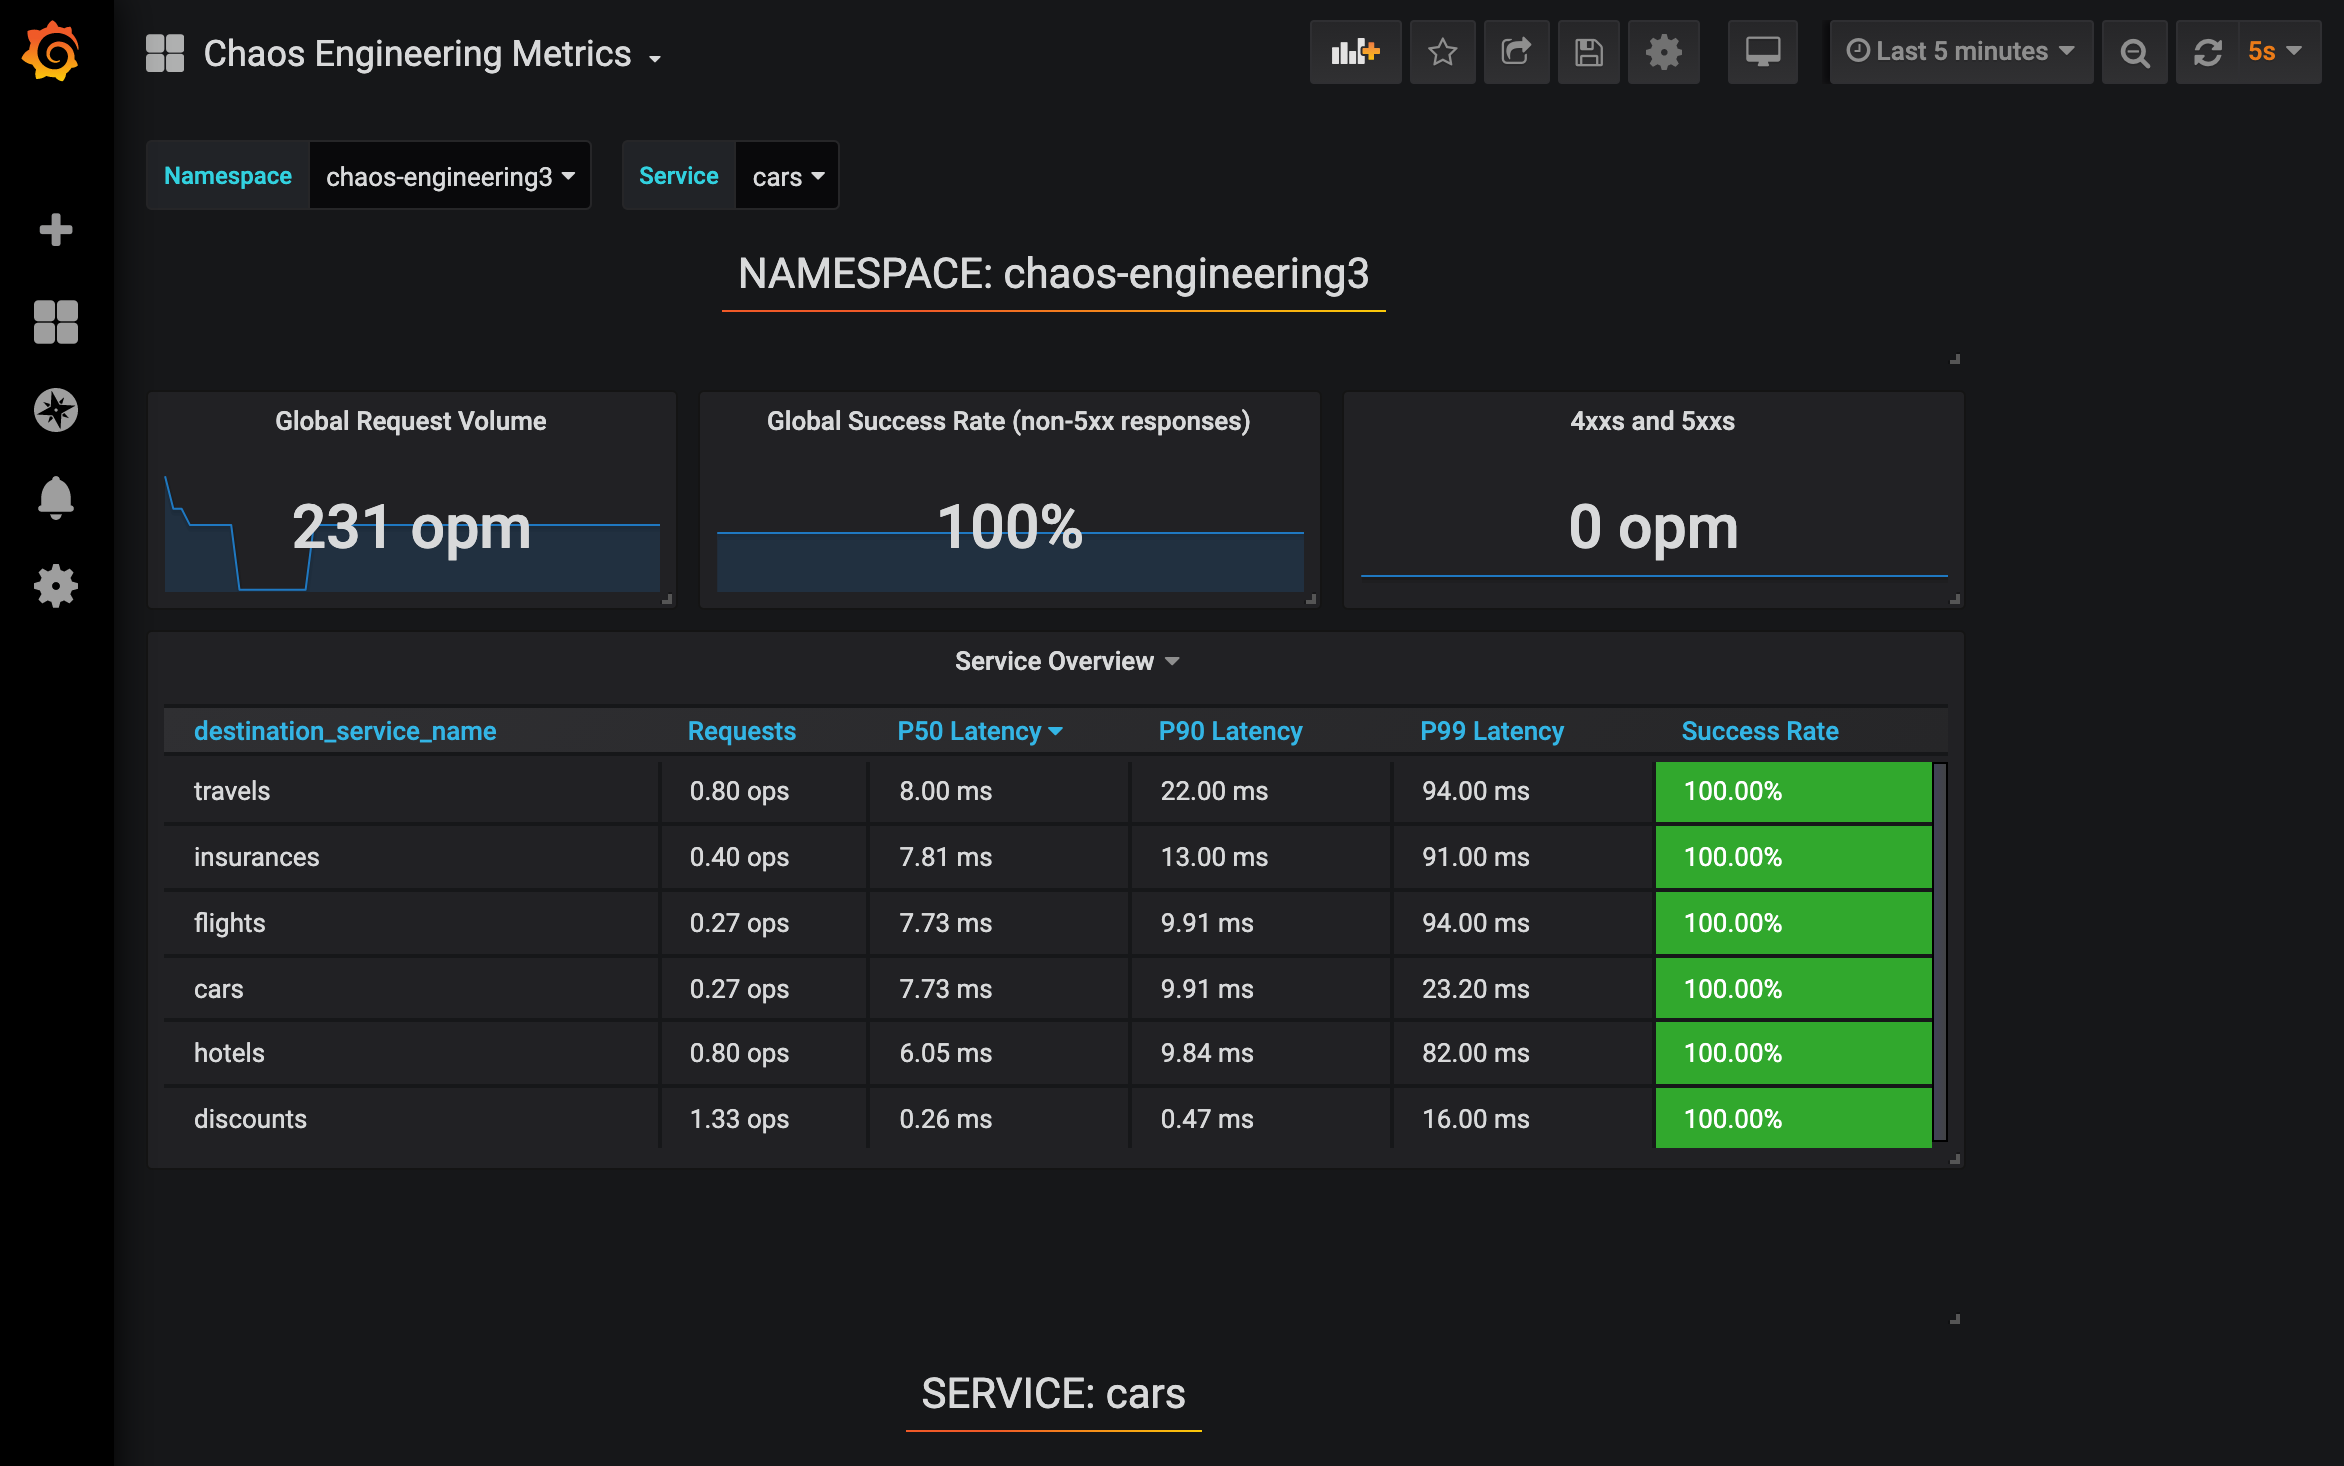 Chaos Engineering Metrics
Last 5 minutes
5s
Namespace chaos-engineering3 Service cars
NAMESPACE: chaos-engineering3
Global Request Volume
231 opm
Global Success Rate (non-5xx responses)
100%
4xxs and 5xxs
0 opm
Service Overview
destination_service_name Requests P50 Latency P90 Latency P99 Latency Success Rate
travels 0.80 ops 8.00 ms 22.00 ms 94.00 ms 100.00%
insurances 0.40 ops 7.81 ms 13.00 ms 91.00 ms 100.00%
flights 0.27 ops 7.73 ms 9.91 ms 94.00 ms 100.00%
cars 0.27 ops 7.73 ms 9.91 ms 23.20 ms 100.00%
hotels 0.80 ops 6.05 ms 9.84 ms 82.00 ms 100.00%
discounts 1.33 ops 0.26 ms 0.47 ms 16.00 ms 100.00%
SERVICE: cars